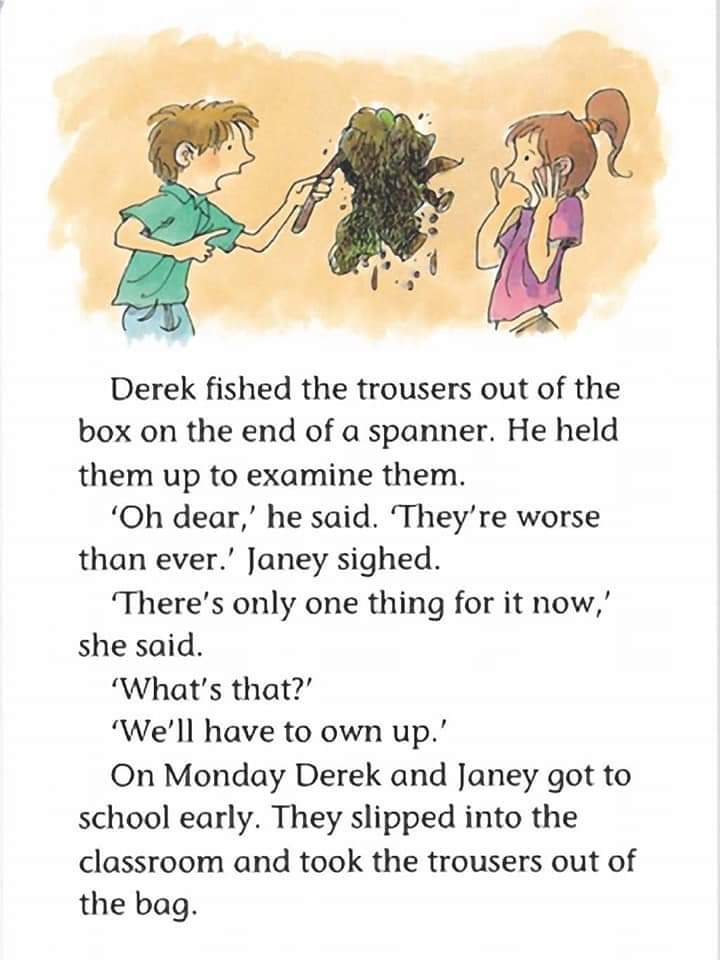 Derek fished the trousers out of the
box on the end of a spanner. He held
them up to examine them.
‘Oh dear,’ he said. ‘They’re worse
than ever.’ Janey sighed.
‘There’s only one thing for it now,’
she said.
‘What’s that?’
‘We’ll have to own up.’
On Monday Derek and Janey got to
school early. They slipped into the
classroom and took the trousers out of
the bag.